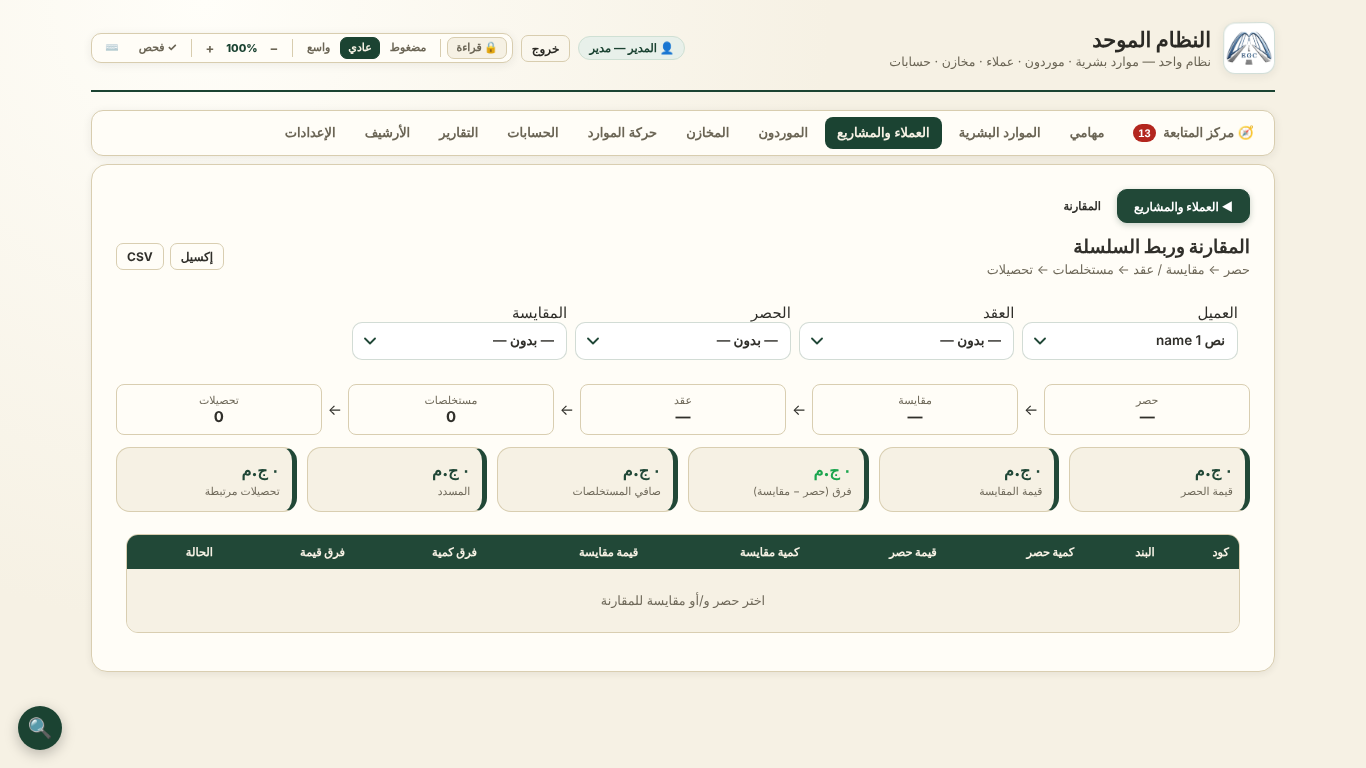 النظام الموحد
نظام واحد — موارد بشرية · موردون · عملاء · مخازن · حسابات
ROC
المدير — مدير
خروج
قراءة
مضغوط
عادي
واسع
− 100% +
✓ فحص
مركز المتابعة 13
مهامي
الموارد البشرية
العملاء والمشاريع
الموردون
المخازن
حركة الموارد
الحسابات
التقارير
الأرشيف
الإعدادات
◀ العملاء والمشاريع
المقارنة
المقارنة وربط السلسلة
حصر ← مقايسة / عقد ← مستخلصات ← تحصيلات
إكسيل
CSV
العميل
العقد
الحصر
المقايسة
نص name 1
— بدون —
— بدون —
— بدون —
حصر
—
←
مقايسة
—
←
عقد
—
←
مستخلصات
0
←
تحصيلات
0
٠ ج.م
قيمة الحصر
٠ ج.م
قيمة المقايسة
٠ ج.م
فرق (حصر − مقايسة)
٠ ج.م
صافي المستخلصات
٠ ج.م
المسدد
٠ ج.م
تحصيلات مرتبطة
كود
البند
كمية حصر
قيمة حصر
كمية مقايسة
قيمة مقايسة
فرق كمية
فرق قيمة
الحالة
اختر حصر و/أو مقايسة للمقارنة